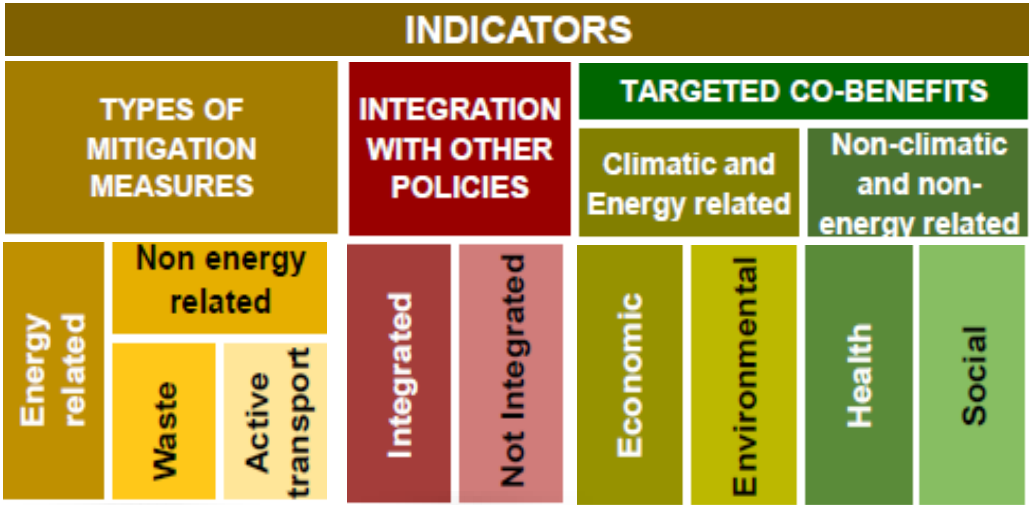 INDICATORS
TYPES OF
MITIGATION
MEASURES
INTEGRATION
WITH OTHER
POLICIES
TARGETED CO-BENEFITS
Climatic and
Energy related
Non-climatic
and non-
energy related
Energy
related
Non energy
related
Waste
Active
transport
Integrated
Not Integrated
Economic
Environmental
Health
Social